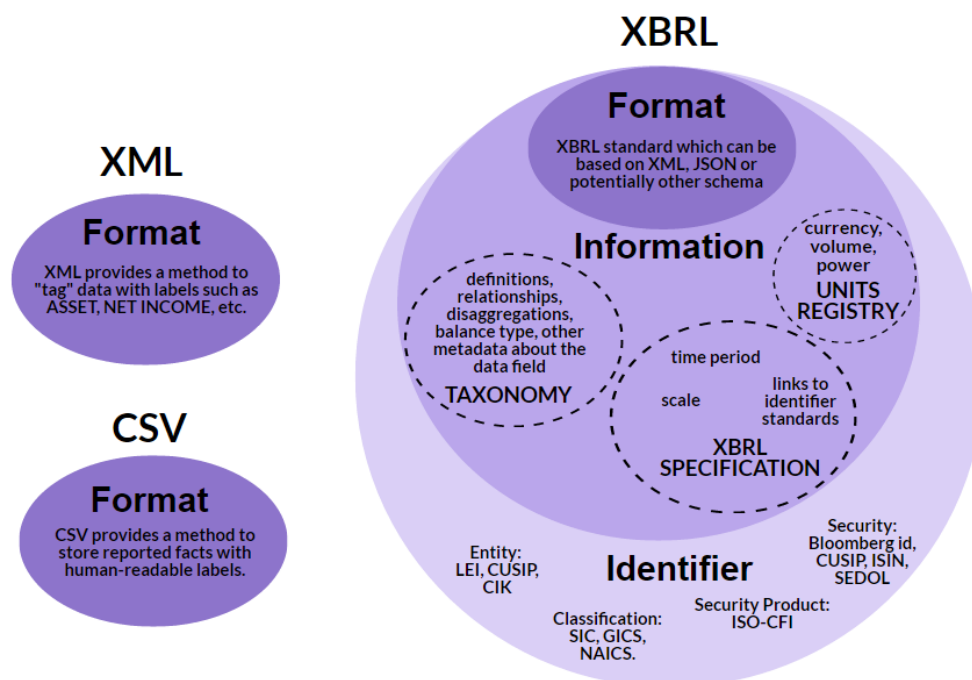 XML
Format
XML provides a method to
"tag" data with labels such as
ASSET, NET INCOME, etc.
CSV
Format
CSV provides a method to
store reported facts with
human-readable labels.
XBRL
Format
XBRL standard which can be
based on XML, JSON or
potentially other schema
Information
currency,
volume,
power
UNITS
REGISTRY
definitions,
relationships,
disaggregations,
balance type, other
metadata about the
data field
TAXONOMY
time period
scale
links to
identifier
standards
XBRL
SPECIFICATION
Identifier
Entity:
LEI, CUSIP,
CIK
Classification:
SIC, GICS,
NAICS.
Security Product:
ISO-CFI
Security:
Bloomberg id,
CUSIP, ISIN,
SEDOL